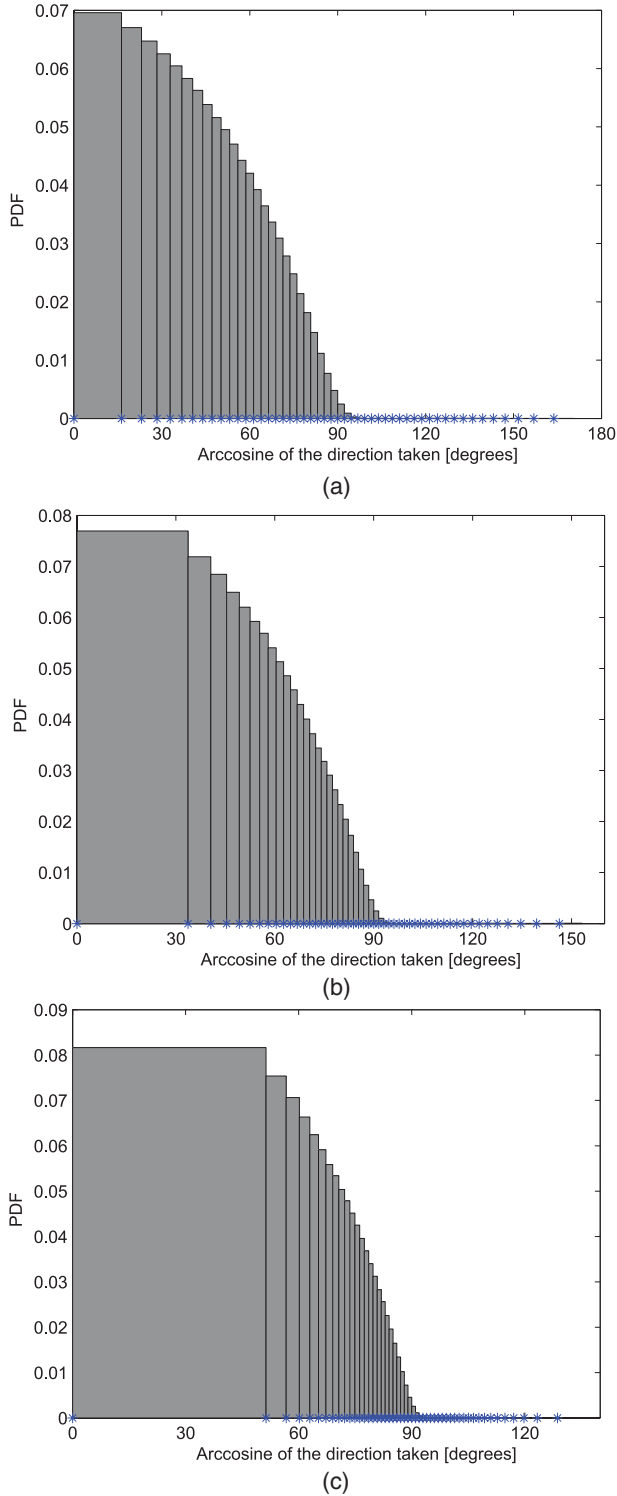 0.07
0.06
0.05
0.04
0.03
0.02
0.01
0
PDF
0 30 60 90 120 150 180
Arccosine of the direction taken [degrees]
(a)
0.08
0.07
0.06
0.05
0.04
0.03
0.02
0.01
0
PDF
0 30 60 90 120 150
Arccosine of the direction taken [degrees]
(b)
0.09
0.08
0.07
0.06
0.05
0.04
0.03
0.02
0.01
0
PDF
0 30 60 90 120
Arccosine of the direction taken [degrees]
(c)